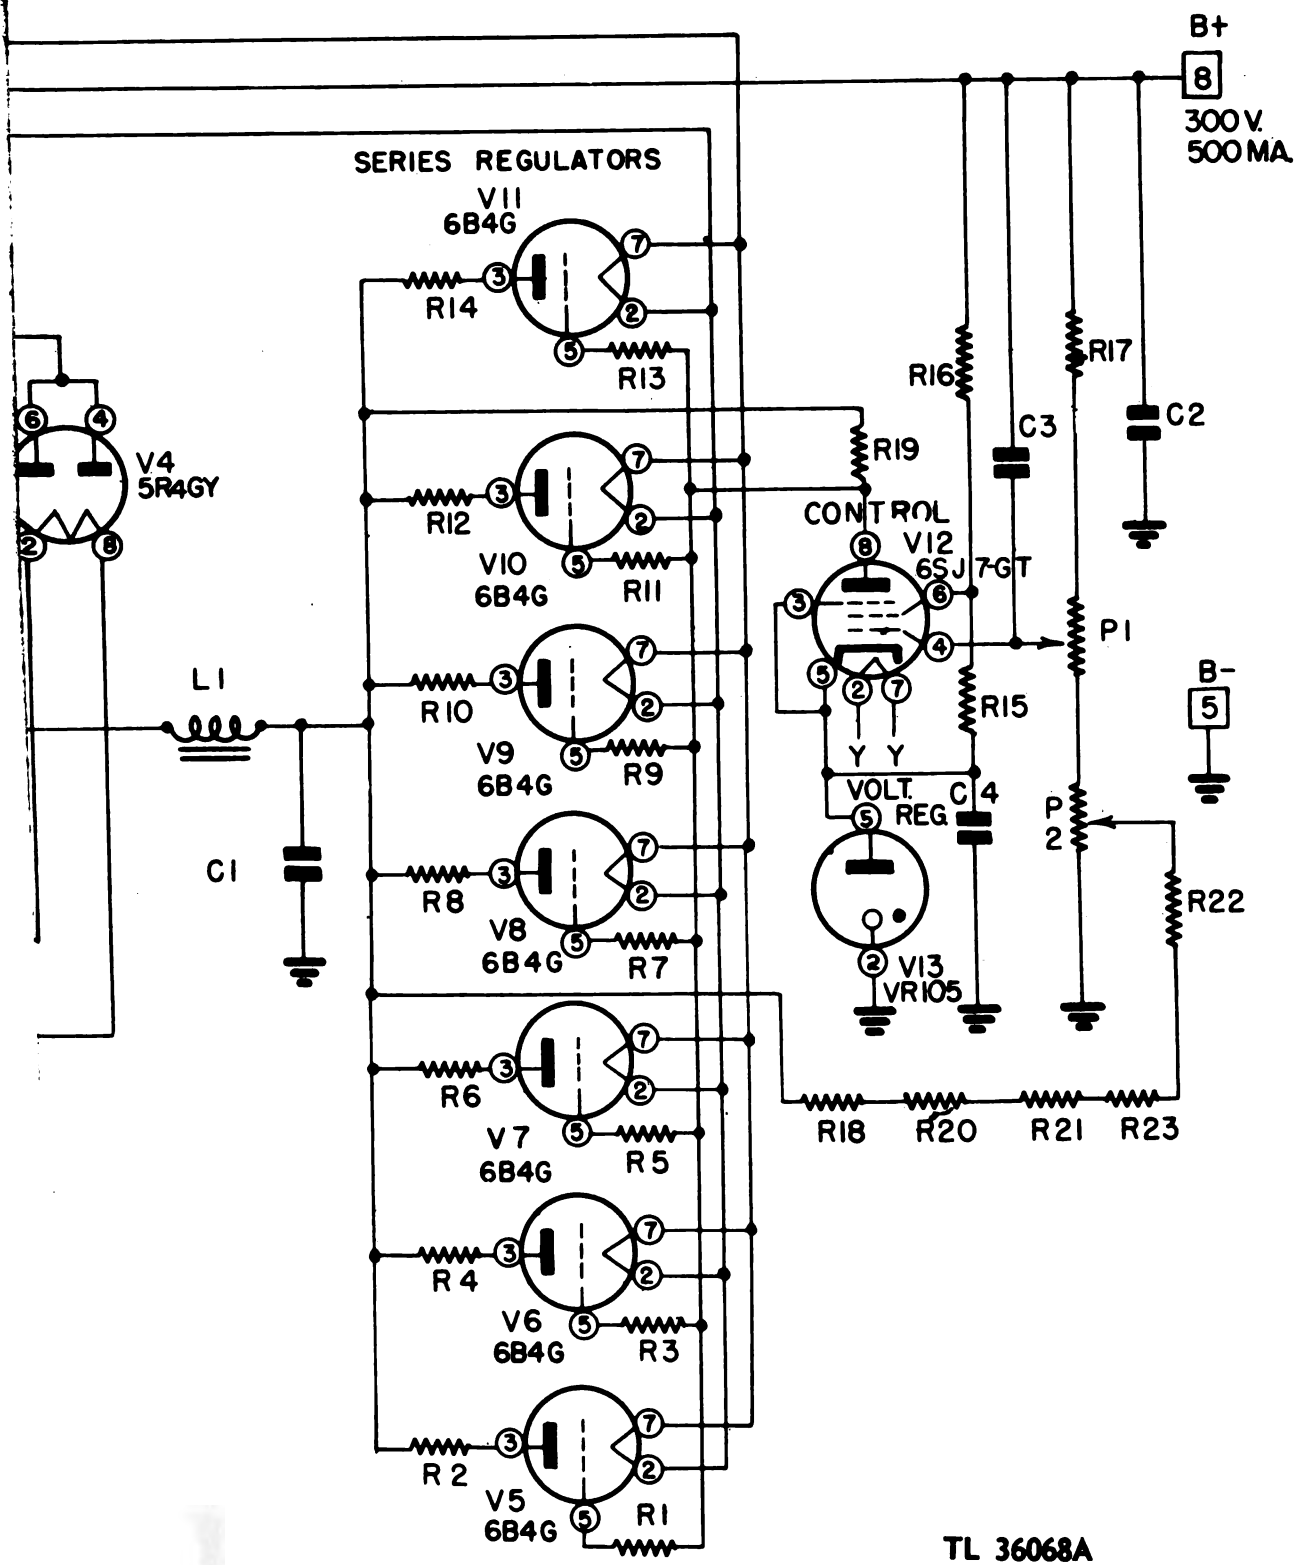 B+
8
300 V.
500 MA.
SERIES REGULATORS
V11
6B4G
7
3
R14
2
5
R13
R16
R17
6
4
C3
C2
R19
V4
5R4GY
7
3
R12
2
CONTROL
8
V12
6SJ7-GT
2
8
V10
6B4G
5
R11
3
6
P1
4
7
L1
3
R10
2
5
2
7
R15
B-
5
V9
6B4G
5
R9
Y
Y
VOLT.
REG.
C4
5
P
2
7
C1
3
R8
2
R22
V8
6B4G
5
R7
2
V13
VR105
7
3
R6
2
R18
R20
R21
R23
V7
6B4G
5
R5
7
3
R4
2
V6
6B4G
5
R3
7
3
R2
2
V5
6B4G
5
R1
TL 36068A